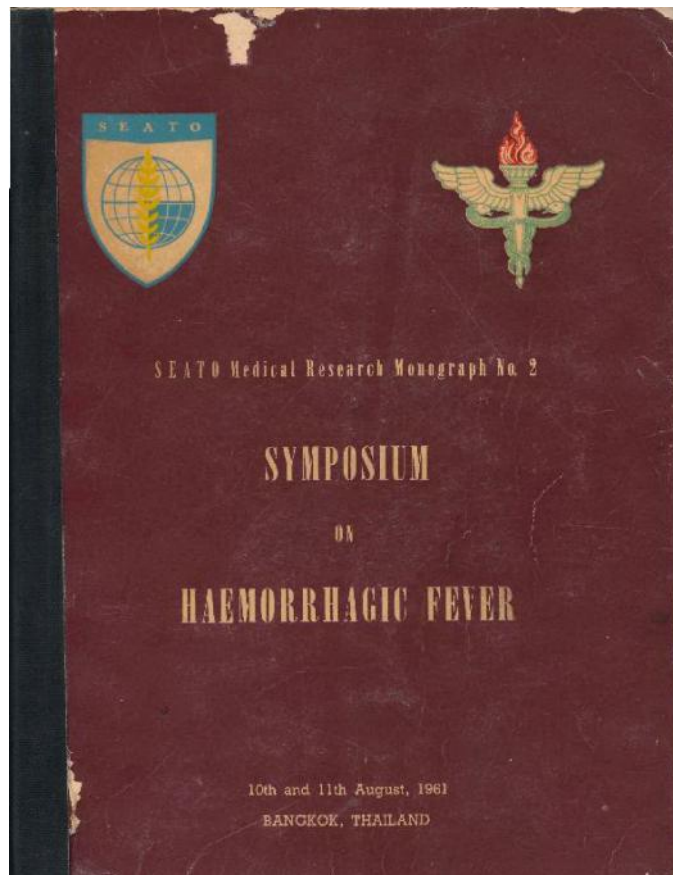 SEATO
SEATO Medical Research Monograph No. 2
SYMPOSIUM
ON
HAEMORRHAGIC FEVER
10th and 11th August, 1961
BANGKOK, THAILAND